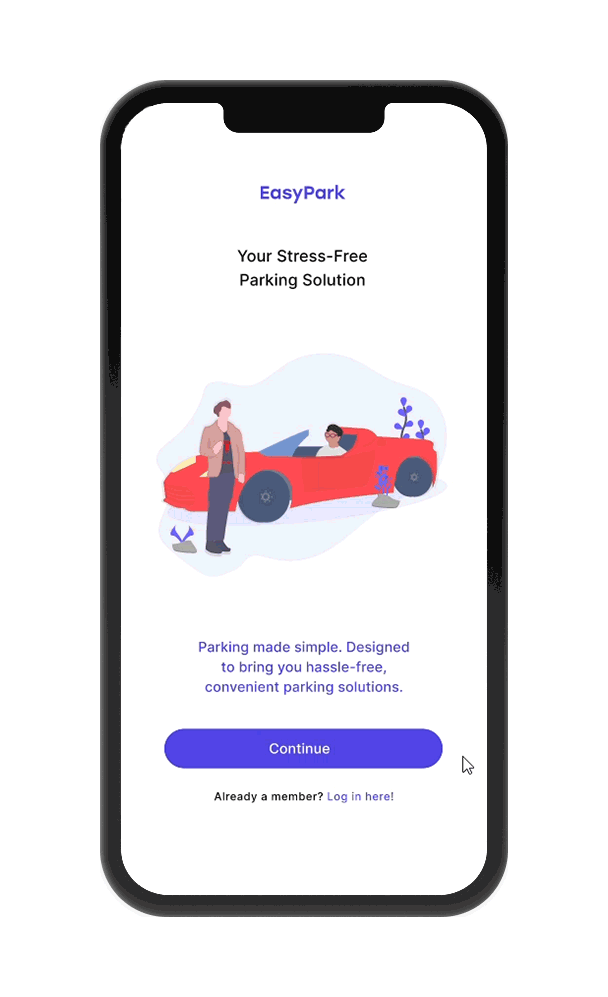 EasyPark
Your Stress-Free
Parking Solution
Parking made simple. Designed
to bring you hassle-free,
convenient parking solutions.
Continue
Already a member? Log in here!